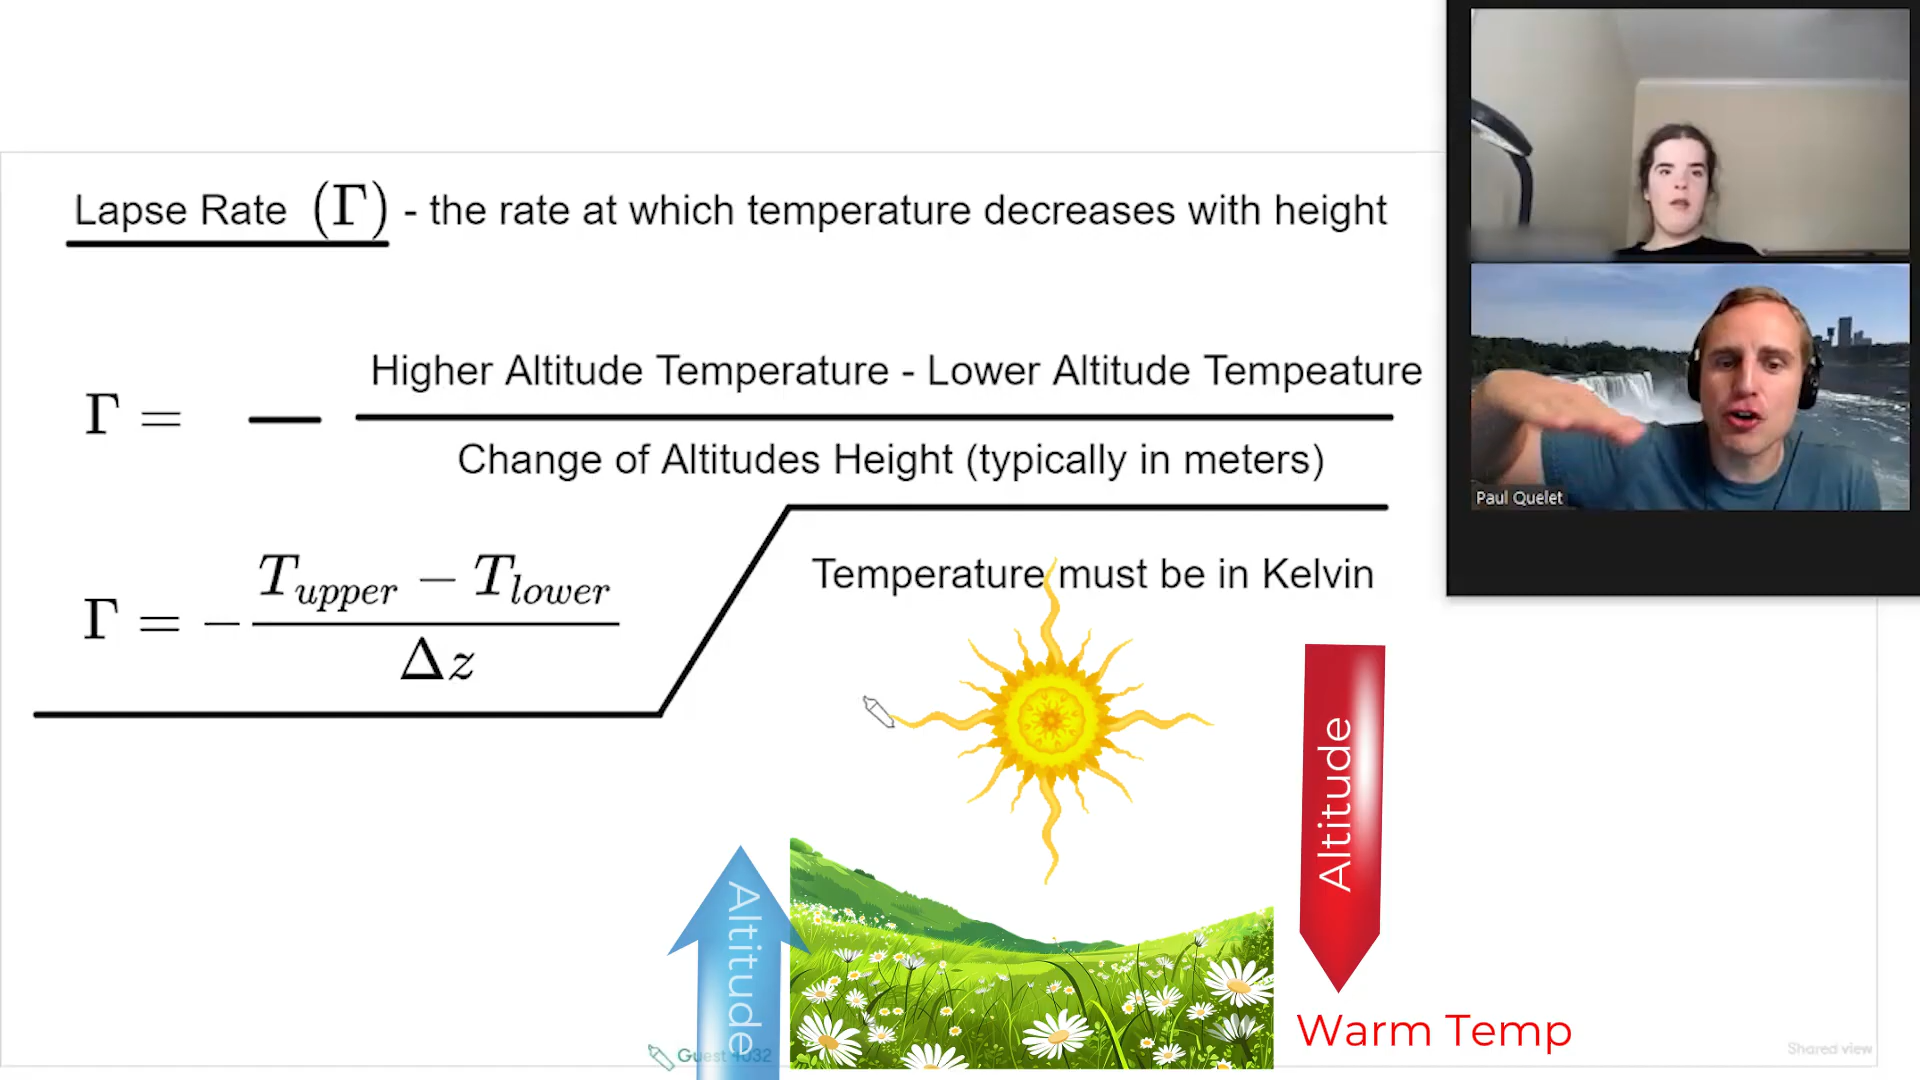 Lapse Rate (Γ) - the rate at which temperature decreases with height
Γ = — Higher Altitude Temperature - Lower Altitude Tempeature
Change of Altitudes Height (typically in meters)
Γ = − T_upper − T_lower
Δz
Temperature must be in Kelvin
Altitude
Altitude
Warm Temp
Guest 1032
Shared view
Paul Quelet